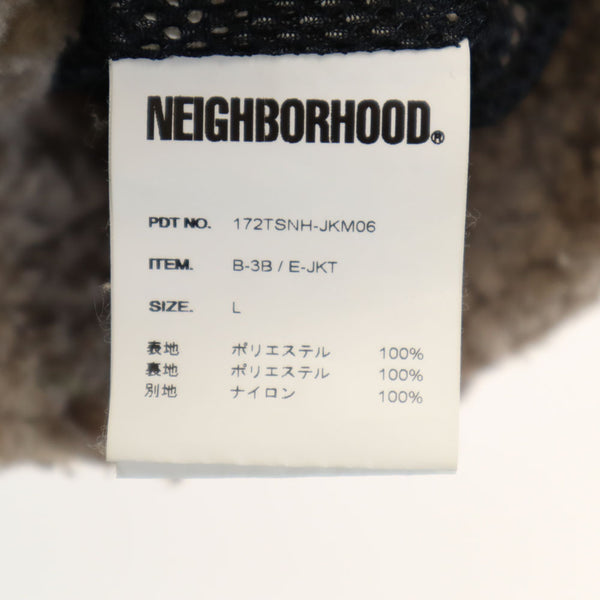 NEIGHBORHOOD®
PDT NO. 172TSNH-JKM06
ITEM. B-3B / E-JKT
SIZE. L
表地 ポリエステル 100%
裏地 ポリエステル 100%
別地 ナイロン 100%